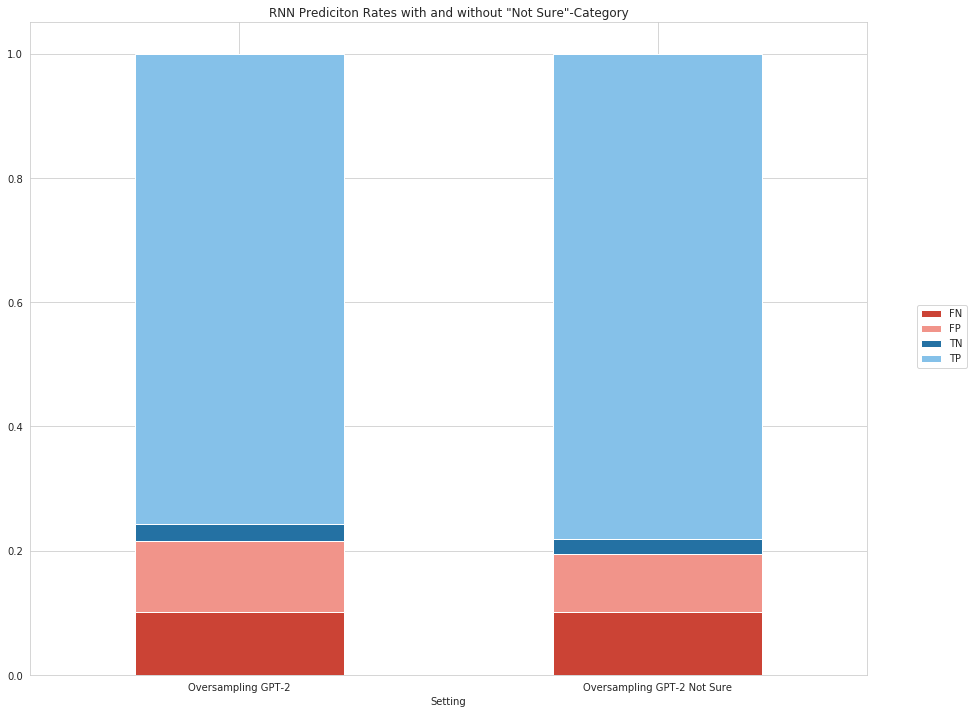 RNN Prediciton Rates with and without "Not Sure"-Category
1.0
0.8
0.6
0.4
0.2
0.0
FN
FP
TN
TP
Oversampling GPT-2
Oversampling GPT-2 Not Sure
Setting